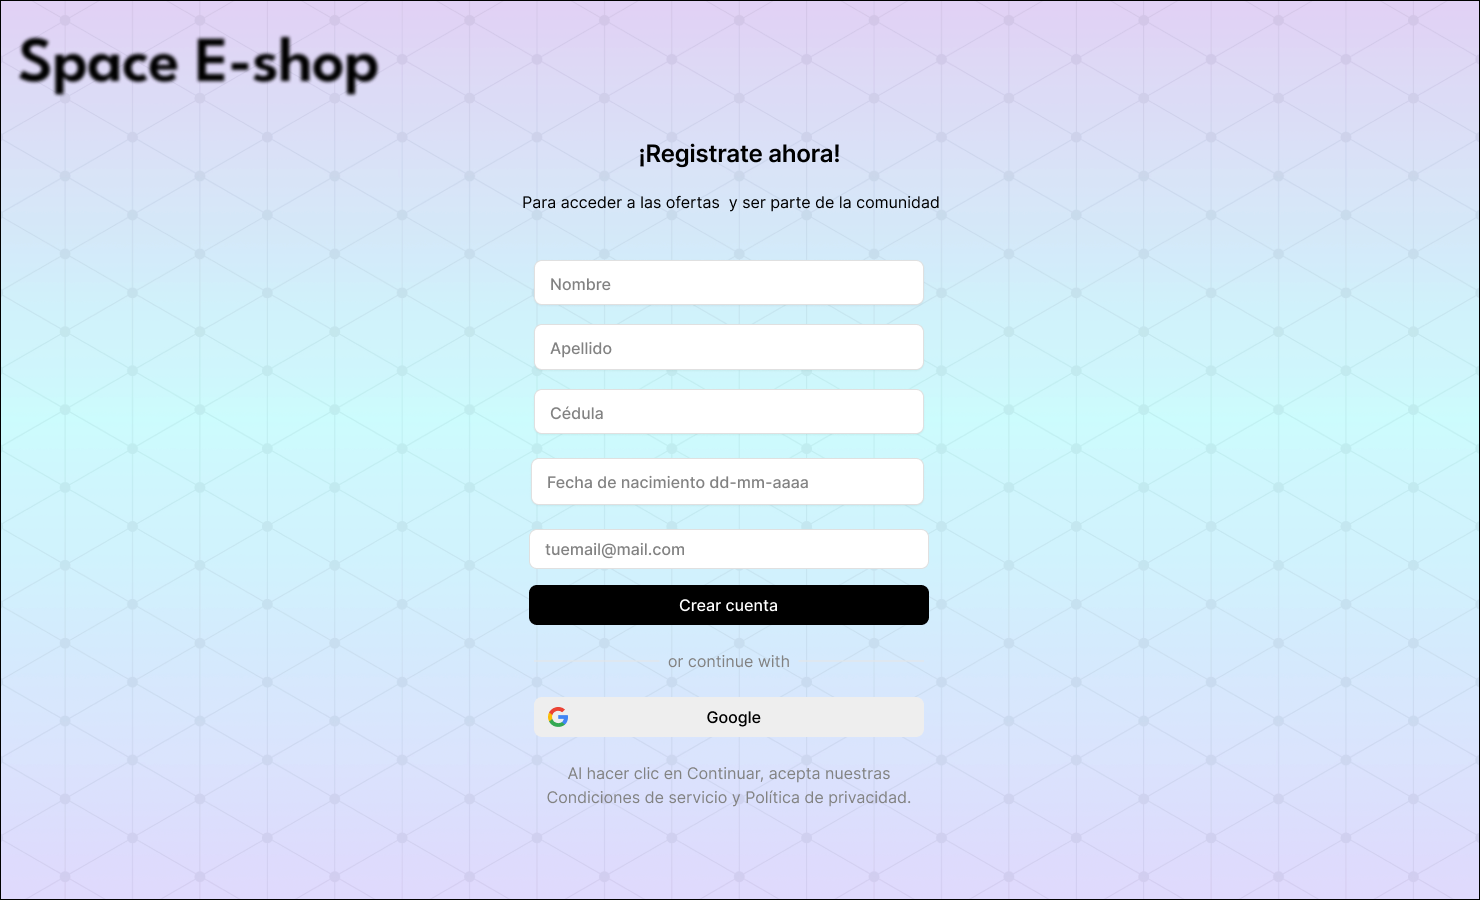 Space E-shop
¡Registrate ahora!
Para acceder a las ofertas  y ser parte de la comunidad
Nombre
Apellido
Cédula
Fecha de nacimiento dd-mm-aaaa
tuemail@mail.com
Crear cuenta
or continue with
Google
Al hacer clic en Continuar, acepta nuestras
Condiciones de servicio y Política de privacidad.